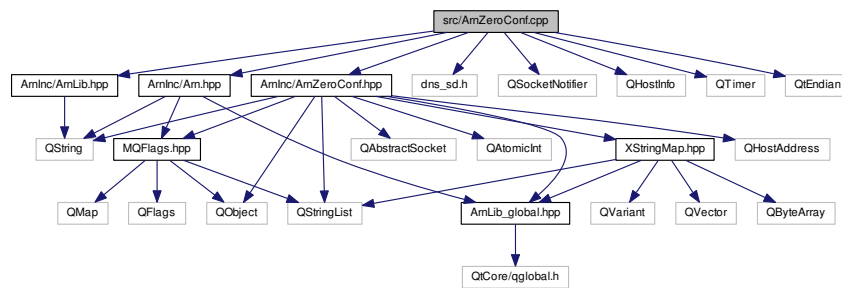 src/ArnZeroConf.cpp
ArnInc/ArnLib.hpp
ArnInc/Arn.hpp
ArnInc/ArnZeroConf.hpp
dns_sd.h
QSocketNotifier
QHostInfo
QTimer
QtEndian
QString
MQFlags.hpp
QAbstractSocket
QAtomicInt
XStringMap.hpp
QHostAddress
QMap
QFlags
QObject
QStringList
ArnLib_global.hpp
QVariant
QVector
QByteArray
QtCore/qglobal.h